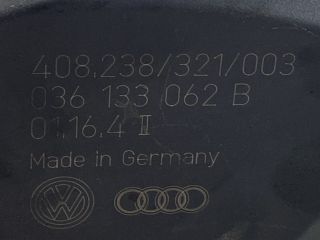 408.238/321/003
036 133 062 B
01.16.4 II
Made in Germany